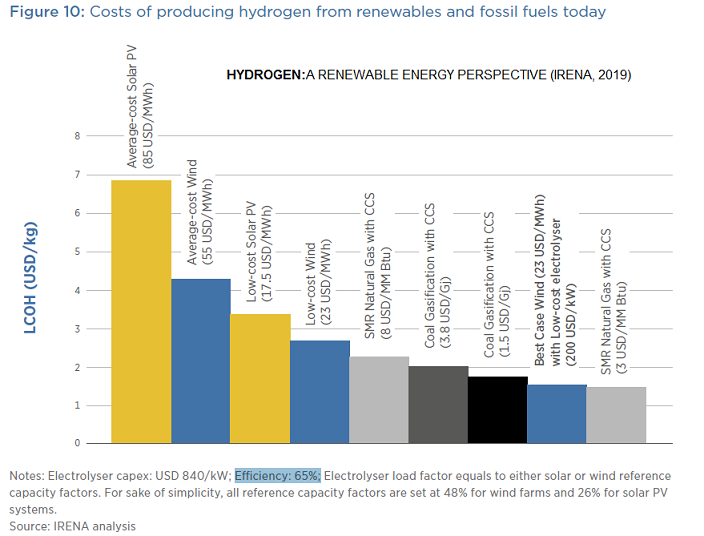 Figure 10: Costs of producing hydrogen from renewables and fossil fuels today
HYDROGEN:A RENEWABLE ENERGY PERSPECTIVE (IRENA, 2019)
LCOH (USD/kg)
8
7
6
5
4
3
2
1
0
Average-cost Solar PV
(85 USD/MWh)
Average-cost Wind
(55 USD/MWh)
Low-cost Solar PV
(17.5 USD/MWh)
Low-cost Wind
(23 USD/MWh)
SMR Natural Gas with CCS
(8 USD/MM Btu)
Coal Gasification with CCS
(3.8 USD/Gi)
Coal Gasification with CCS
(1.5 USD/Gi)
Best Case Wind (23 USD/MWh)
with Low-cost electrolyser
(200 USD/kW)
SMR Natural Gas with CCS
(3 USD/MM Btu)
Notes: Electrolyser capex: USD 840/kW; Efficiency: 65%; Electrolyser load factor equals to either solar or wind reference
capacity factors. For sake of simplicity, all reference capacity factors are set at 48% for wind farms and 26% for solar PV
systems.
Source: IRENA analysis